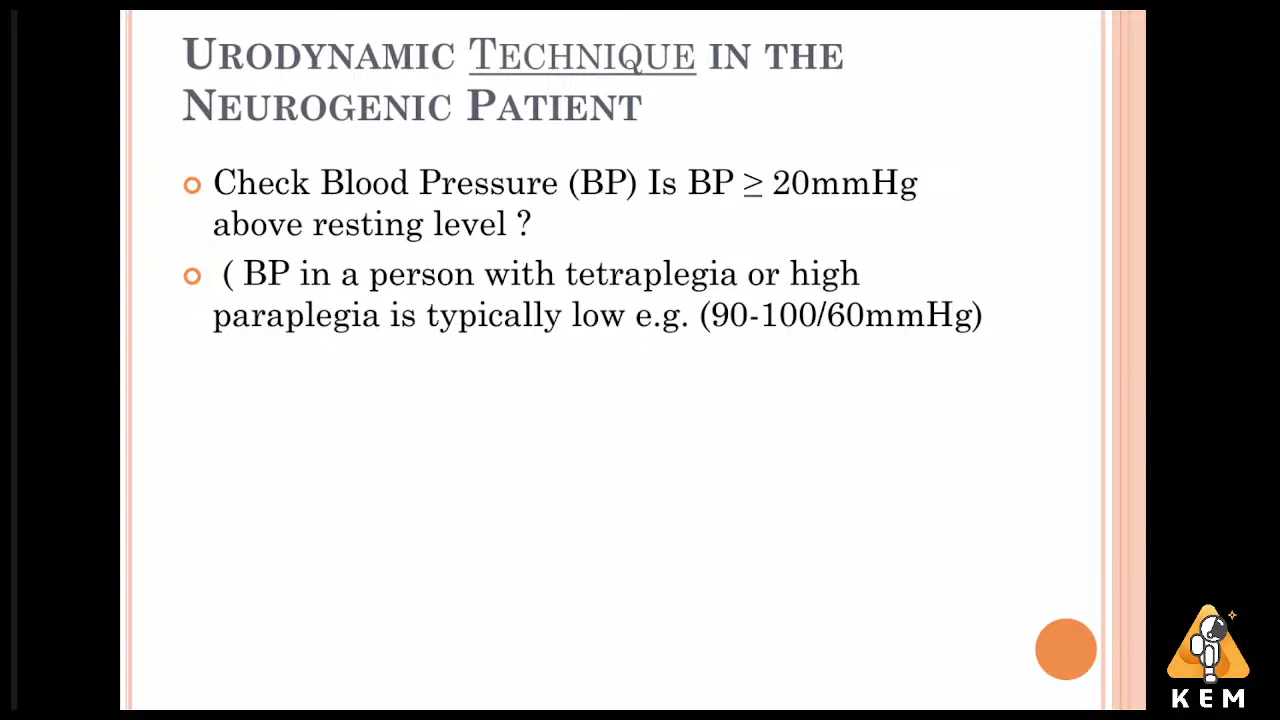 URODYNAMIC TECHNIQUE IN THE
NEUROGENIC PATIENT
Check Blood Pressure (BP) Is BP ≥ 20mmHg
above resting level ?
( BP in a person with tetraplegia or high
paraplegia is typically low e.g. (90-100/60mmHg)
KEM